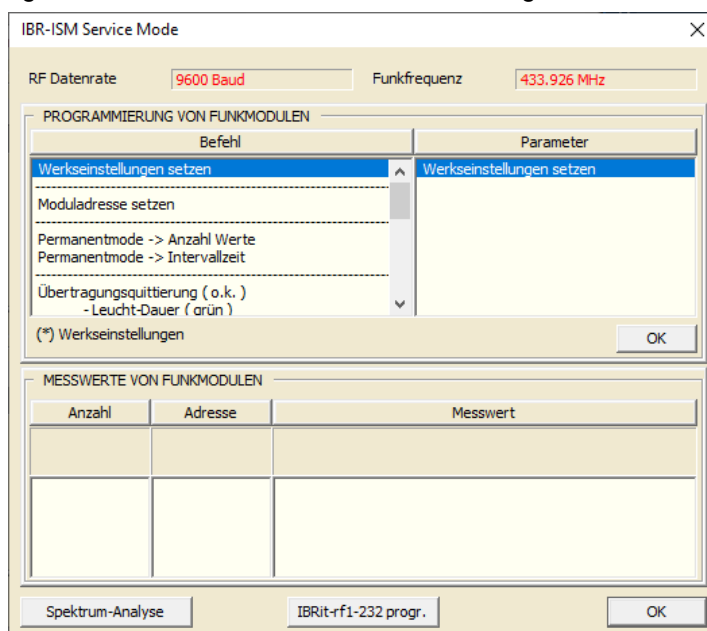 IBR-ISM Service Mode
RF Datenrate 9600 Baud Funkfrequenz 433.926 MHz
PROGRAMMIERUNG VON FUNKMODULEN
Befehl Parameter
Werkseinstellungen setzen Werkseinstellungen setzen
Moduladresse setzen
Permanentmode -> Anzahl Werte
Permanentmode -> Intervallzeit
Übertragungsquittierung ( o.k. )
- Leucht-Dauer ( grün )
(*) Werkseinstellungen OK
MESSWERTE VON FUNKMODULEN
Anzahl Adresse Messwert
Spektrum-Analyse IBRit-rf1-232 progr. OK